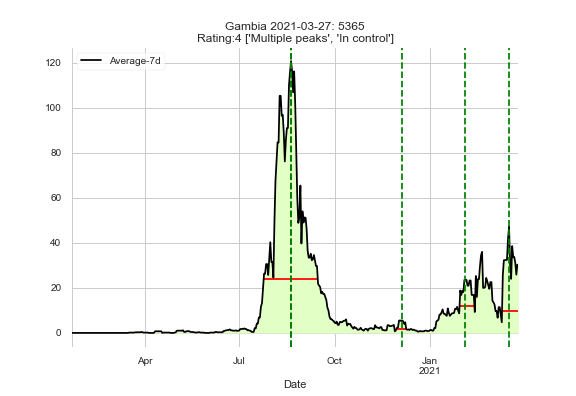 Gambia 2021-03-27: 5365
Rating:4 ['Multiple peaks', 'In control']
Average-7d
120
100
80
60
40
20
0
Apr
Jul
Oct
Jan
2021
Date